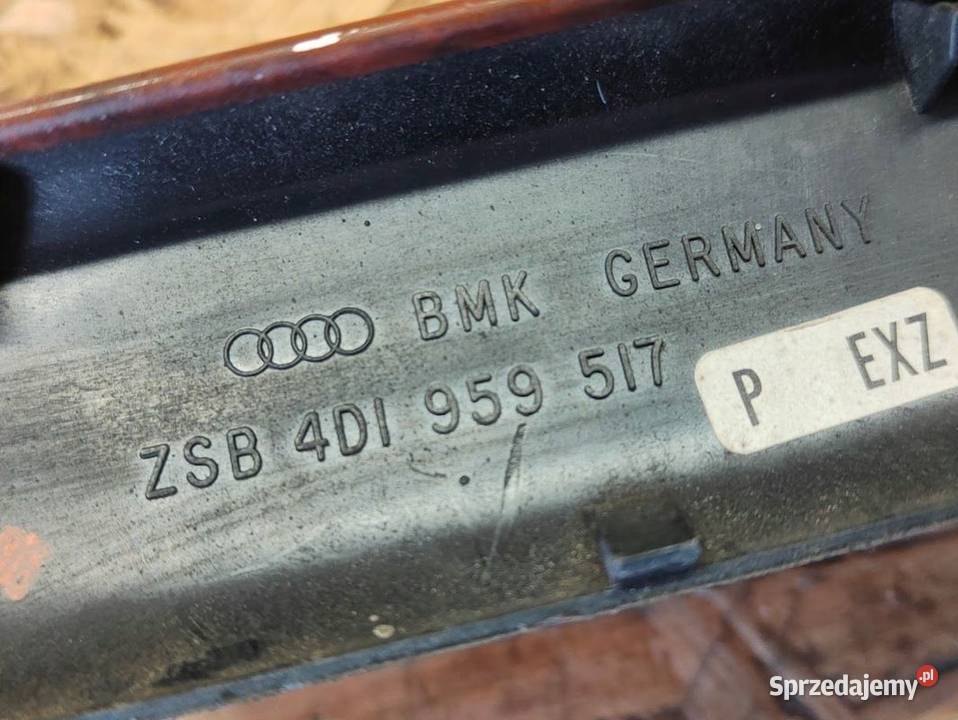 BMK GERMANY
ZSB 4D1 959 517
P EXZ
Sprzedajemy.pl